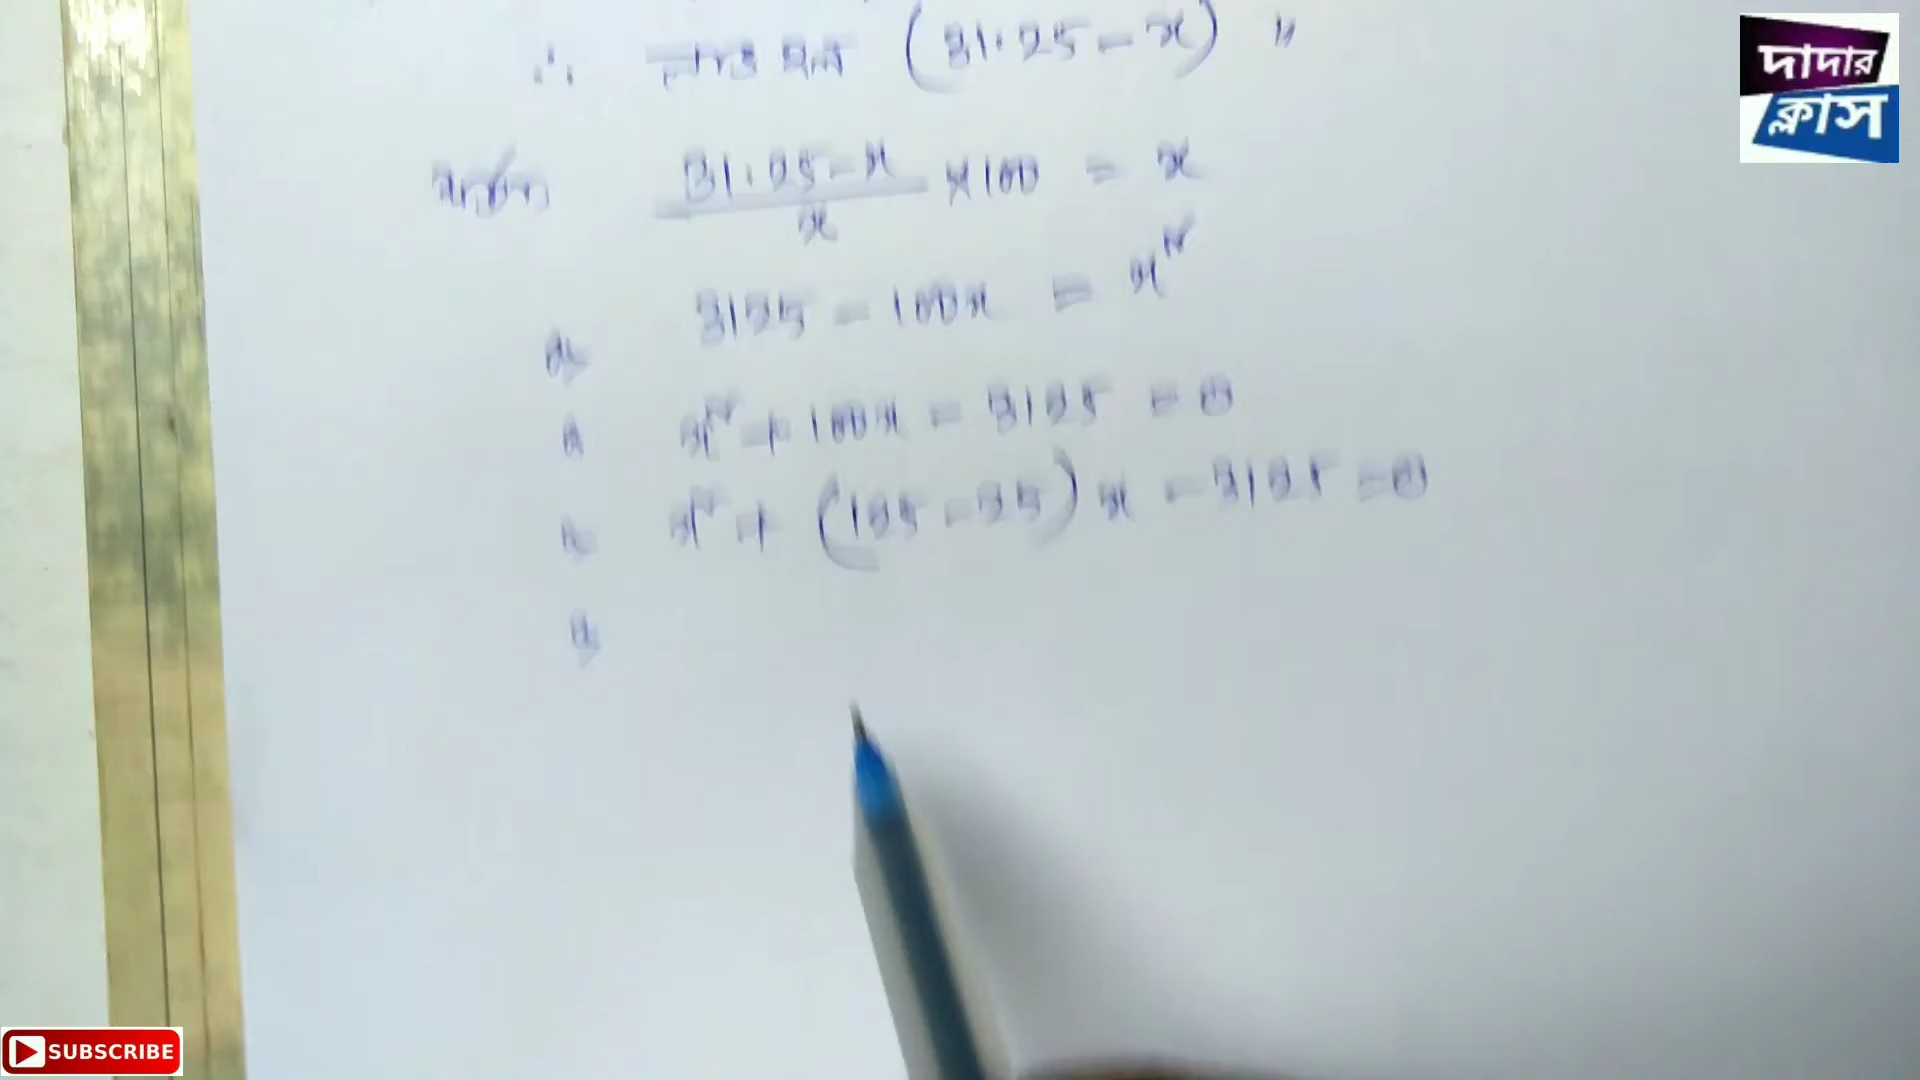 ∴ লাভ হল (31.25 - x) "
দাদার
ক্লাস
(31.25 - x)/x × 100 = x
বা, 3125 - 100x = x²
বা, x² + 100x - 3125 = 0
বা, x² + (125 - 25)x - 3125 = 0
বা,
SUBSCRIBE